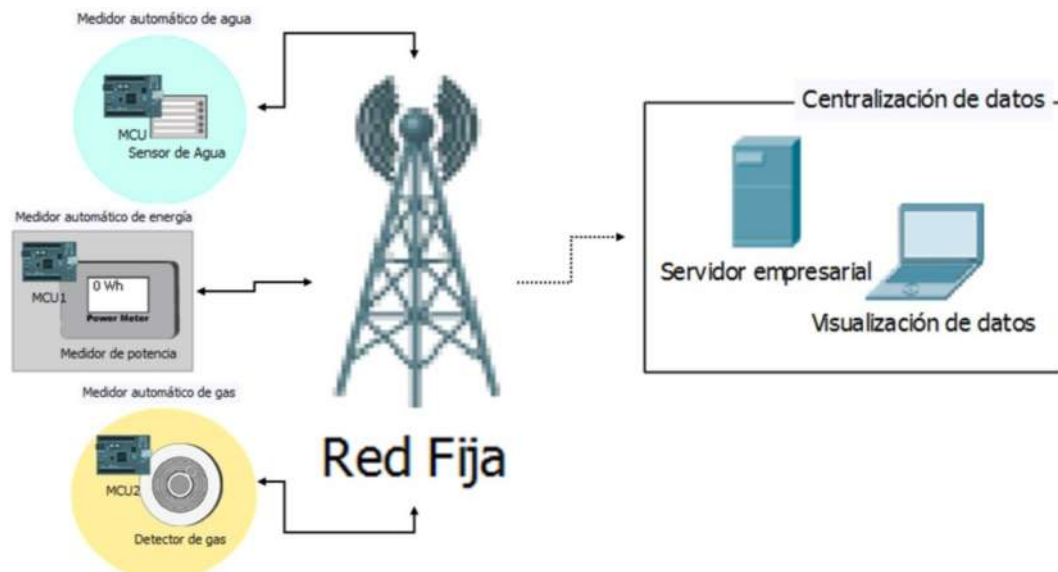 Medidor automático de agua
MCU
Sensor de Agua
Medidor automático de energía
MCU1
0 Wh
Power Meter
Medidor de potencia
Medidor automático de gas
MCU2
Detector de gas
Red Fija
Centralización de datos
Servidor empresarial
Visualización de datos